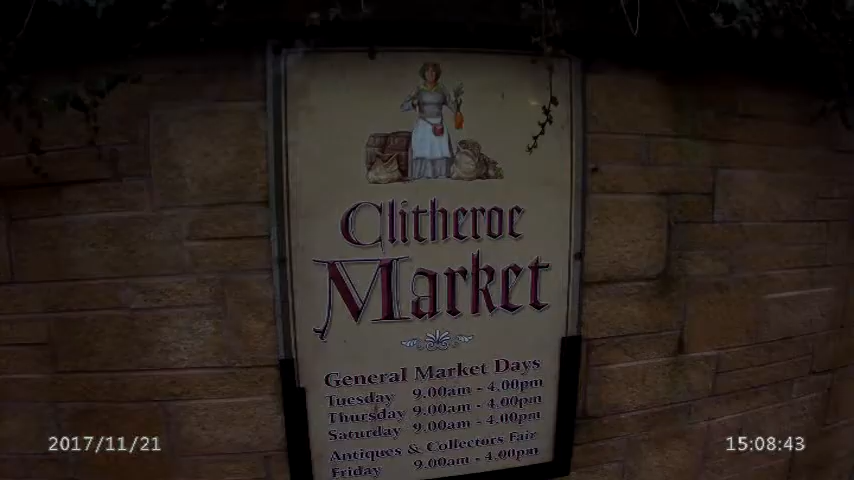 Clitheroe
Market
General Market Days
Tuesday 9.00am - 4.00pm
Thursday 9.00am - 4.00pm
Saturday 9.00am - 4.00pm
Antiques & Collectors Fair
Friday 9.00am - 4.00pm
2017/11/21 15:08:43